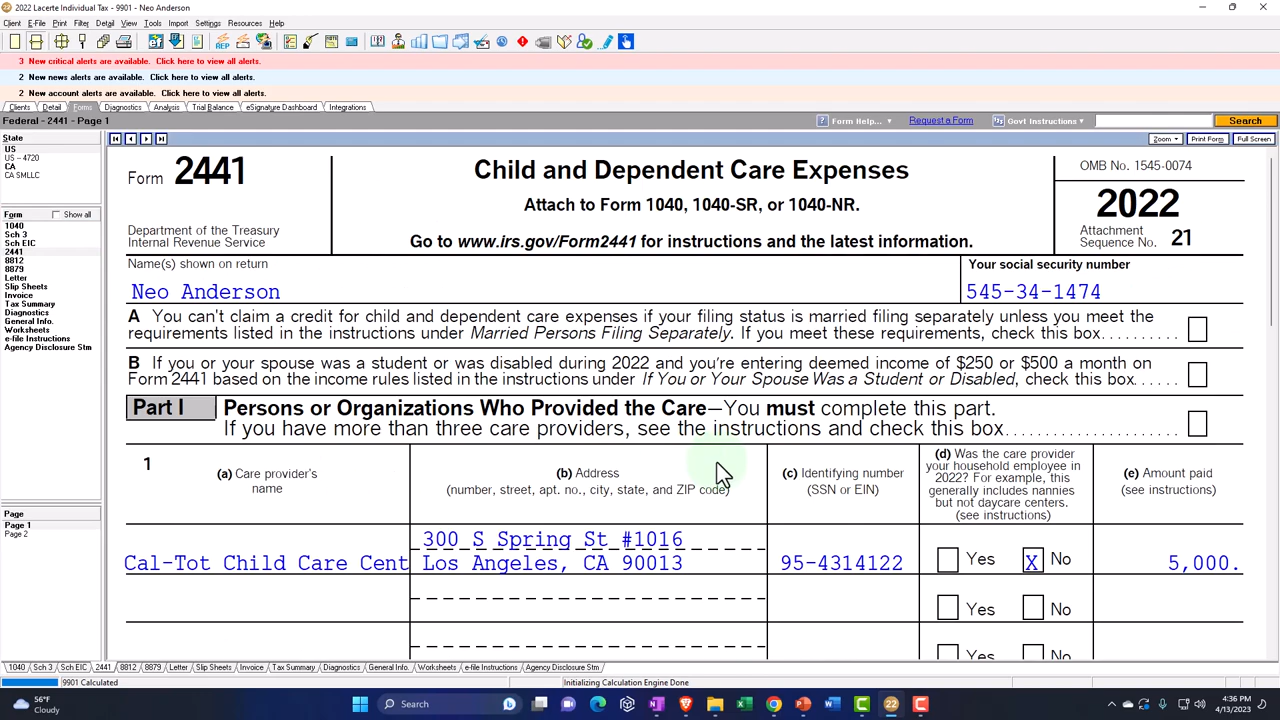 2022 Lacerte Individual Tax - 9901 - Neo Anderson
Client E-File Print Filter Detail View Tools Import Settings Resources Help
3 New critical alerts are available. Click here to view all alerts.
2 New news alerts are available. Click here to view all alerts.
2 New account alerts are available. Click here to view all alerts.
Clients Detail Forms Diagnostics Analysis Trial Balance eSignature Dashboard Integrations
Federal - 2441 - Page 1
Form Help... Request a Form Govt Instructions Search
Zoom Print Form Full Screen
State
US
US - 4720
CA
CA SMLLC
Form Show all
1040
Sch 3
Sch EIC
2441
8812
8879
Letter
Slip Sheets
Invoice
Tax Summary
Diagnostics
General Info.
Worksheets
e-file Instructions
Agency Disclosure Stm
Page
Page 1
Page 2
Form 2441
Department of the Treasury
Internal Revenue Service
Child and Dependent Care Expenses
Attach to Form 1040, 1040-SR, or 1040-NR.
Go to www.irs.gov/Form2441 for instructions and the latest information.
OMB No. 1545-0074
2022
Attachment
Sequence No. 21
Name(s) shown on return
Neo Anderson
Your social security number
545-34-1474
A You can't claim a credit for child and dependent care expenses if your filing status is married filing separately unless you meet the
requirements listed in the instructions under Married Persons Filing Separately. If you meet these requirements, check this box
B If you or your spouse was a student or was disabled during 2022 and you're entering deemed income of $250 or $500 a month on
Form 2441 based on the income rules listed in the instructions under If You or Your Spouse Was a Student or Disabled, check this box
Part I Persons or Organizations Who Provided the Care—You must complete this part.
If you have more than three care providers, see the instructions and check this box
1
(a) Care provider's
name
(b) Address
(number, street, apt. no., city, state, and ZIP code)
(c) Identifying number
(SSN or EIN)
(d) Was the care provider
your household employee in
2022? For example, this
generally includes nannies
but not daycare centers.
(see instructions)
(e) Amount paid
(see instructions)
300 S Spring St #1016
Cal-Tot Child Care Cent Los Angeles, CA 90013 95-4314122 Yes X No 5,000.
Yes No
Yes No
1040 Sch 3 Sch EIC 2441 8812 8879 Letter Slip Sheets Invoice Tax Summary Diagnostics General Info. Worksheets e-file Instructions Agency Disclosure Stm
9901 Calculated Initializing Calculation Engine Done
56°F
Cloudy
Search
4:36 PM
4/13/2023